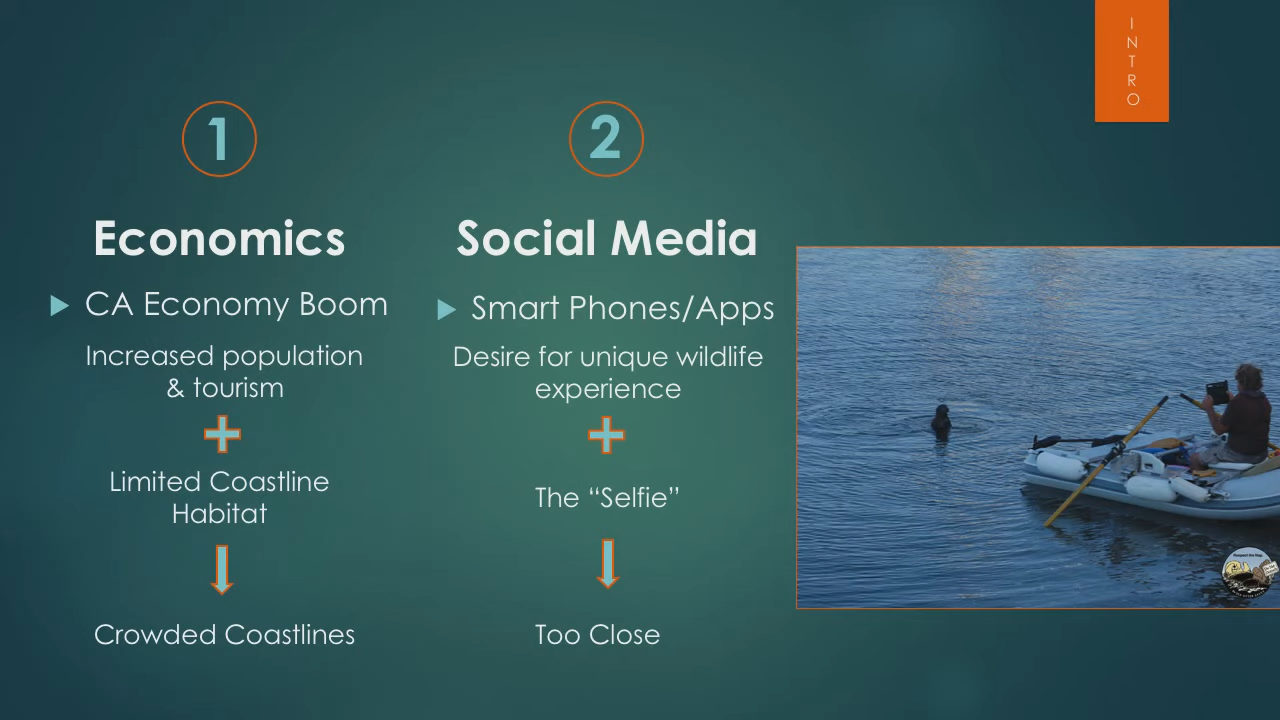 INTRO
1
Economics
CA Economy Boom
Increased population
& tourism
Limited Coastline
Habitat
Crowded Coastlines
2
Social Media
Smart Phones/Apps
Desire for unique wildlife
experience
The “Selfie”
Too Close